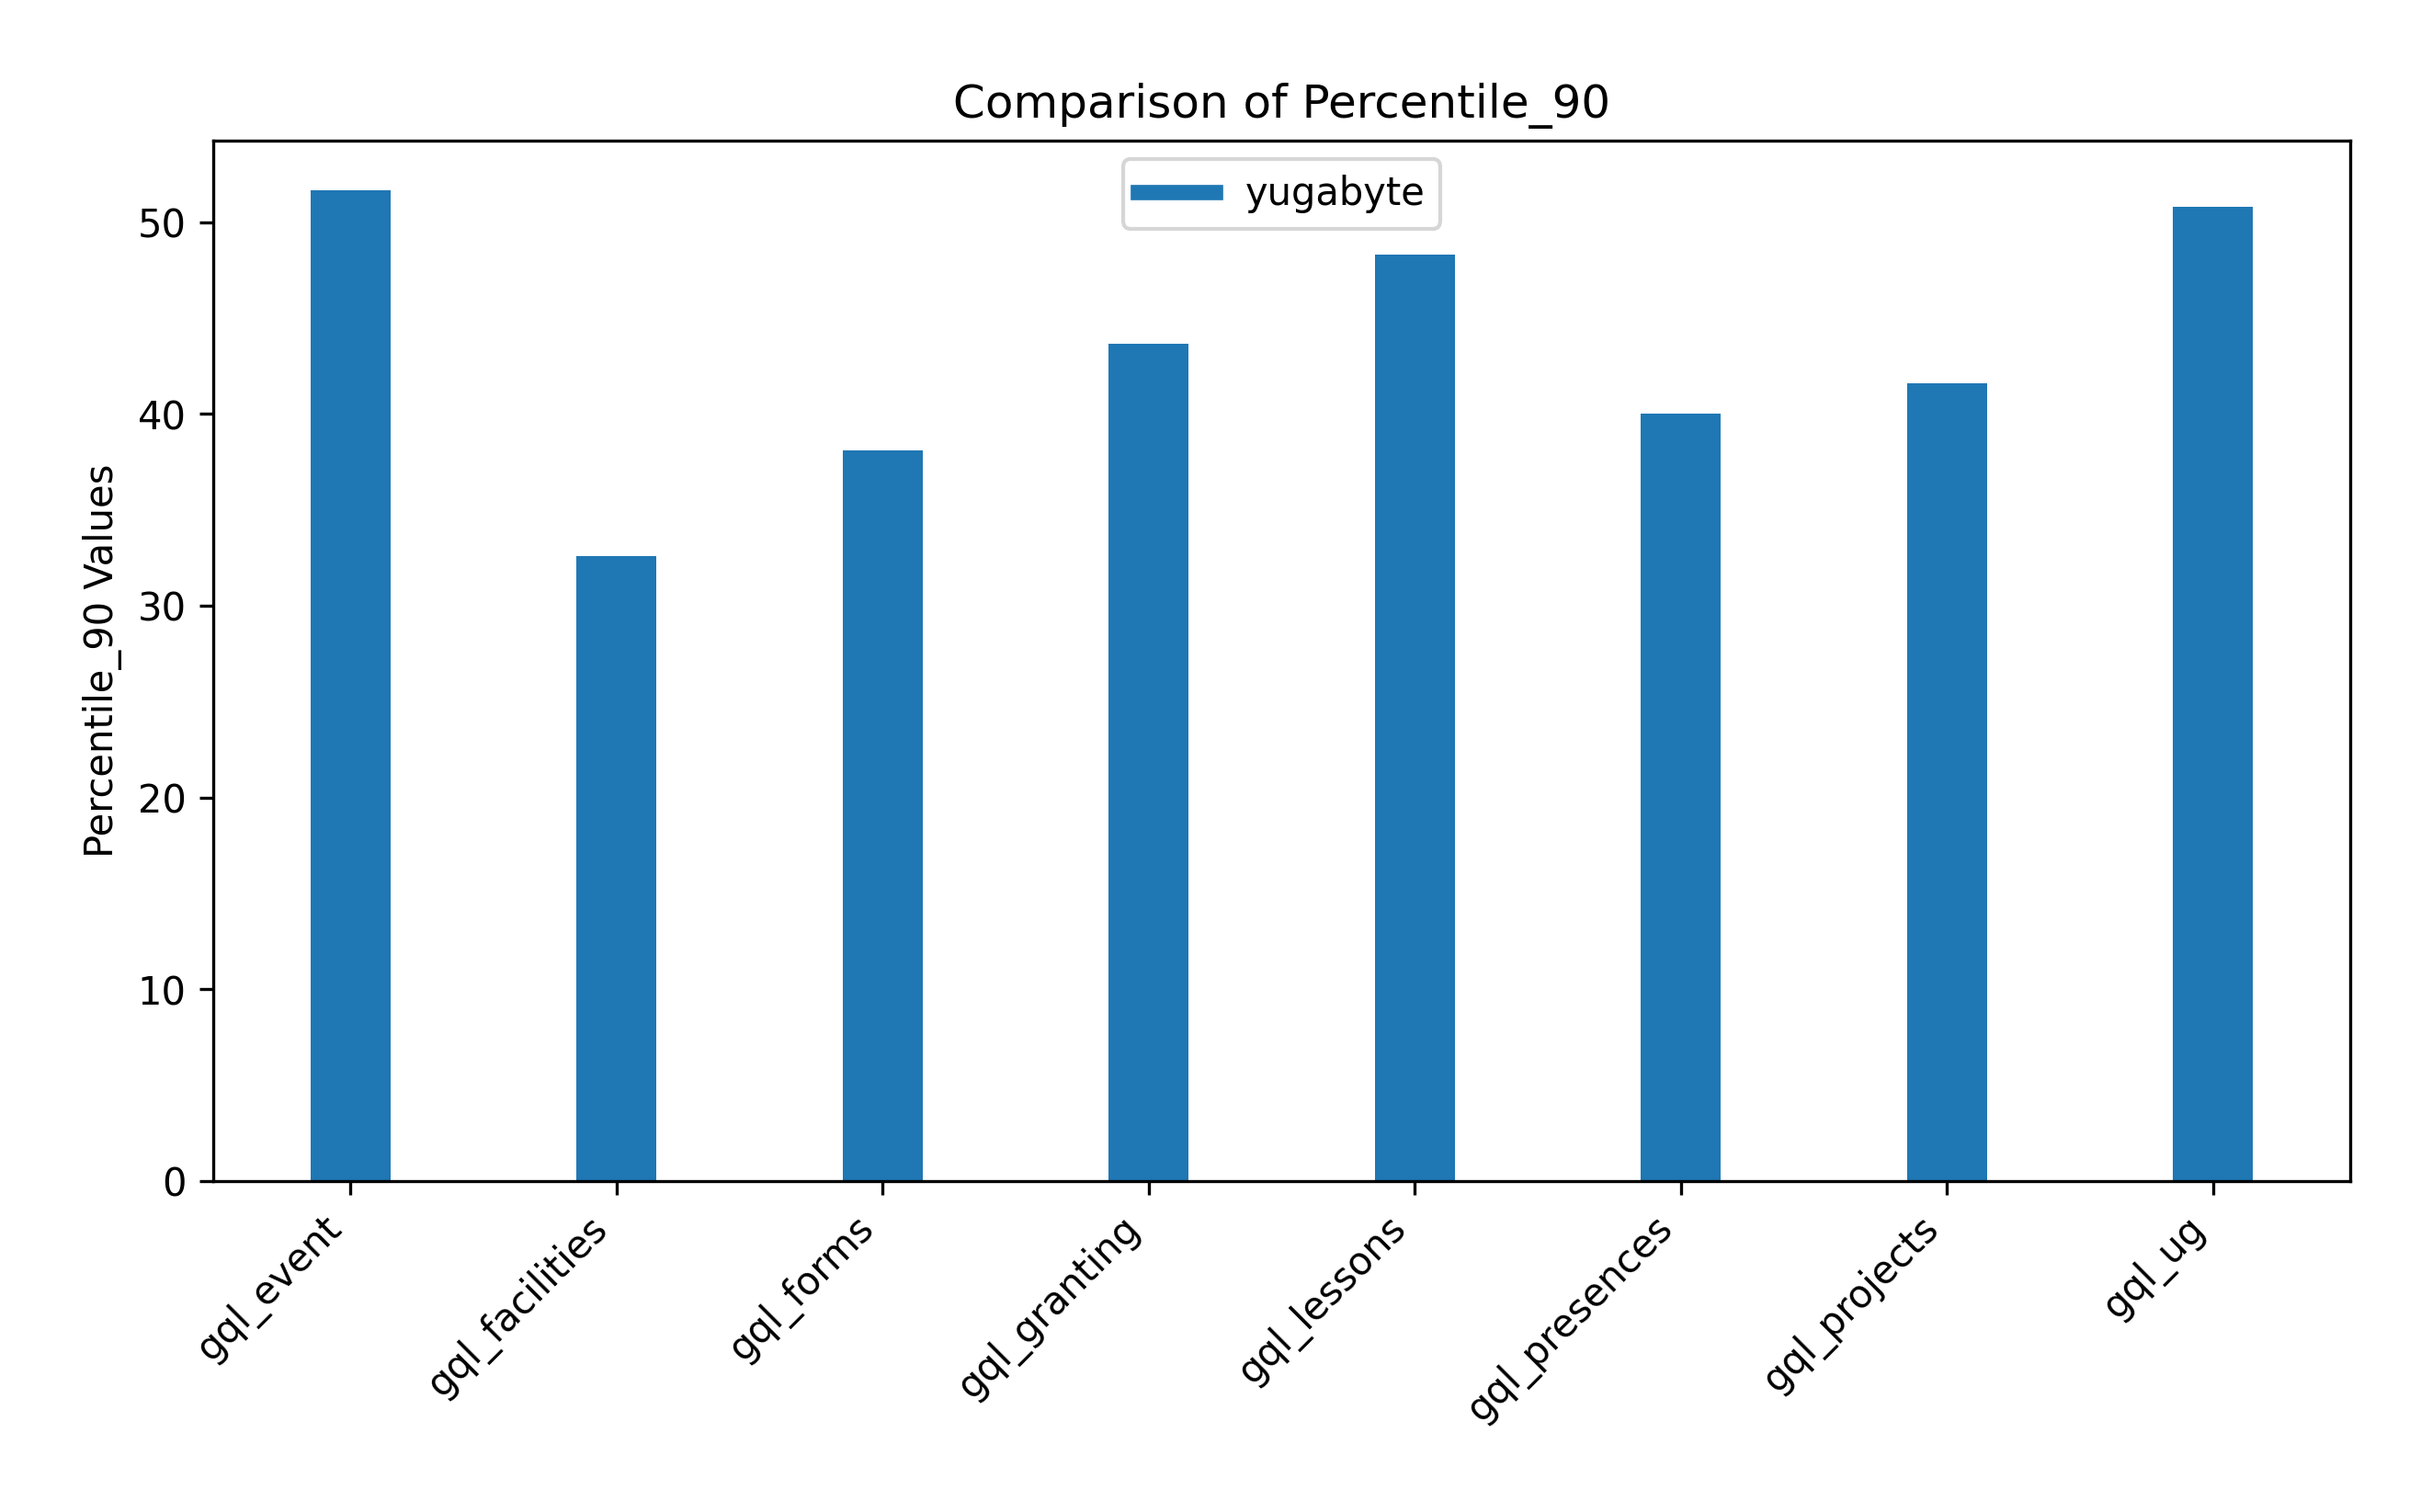 Comparison of Percentile_90
yugabyte
Percentile_90 Values
50
40
30
20
10
0
gql_event
gql_facilities
gql_forms
gql_granting
gql_lessons
gql_presences
gql_projects
gql_ug